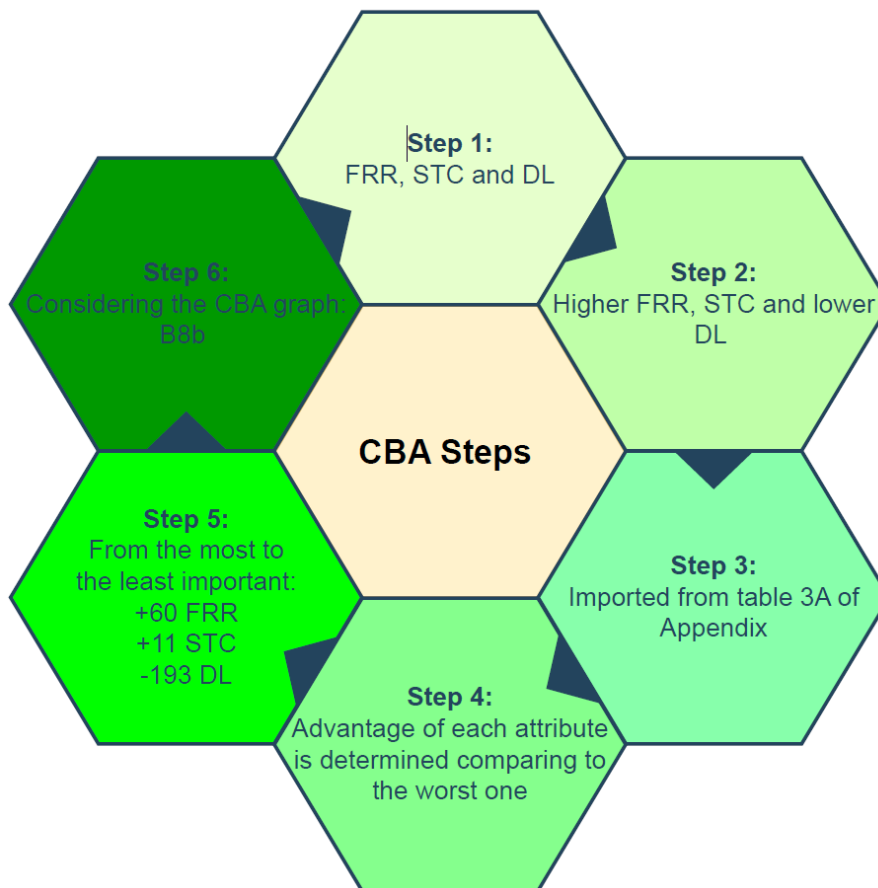 Step 1:
FRR, STC and DL
Step 2:
Higher FRR, STC and lower
DL
Step 3:
Imported from table 3A of
Appendix
Step 4:
Advantage of each attribute
is determined comparing to
the worst one
Step 5:
From the most to
the least important:
+60 FRR
+11 STC
-193 DL
Step 6:
Considering the CBA graph:
B8b
CBA Steps